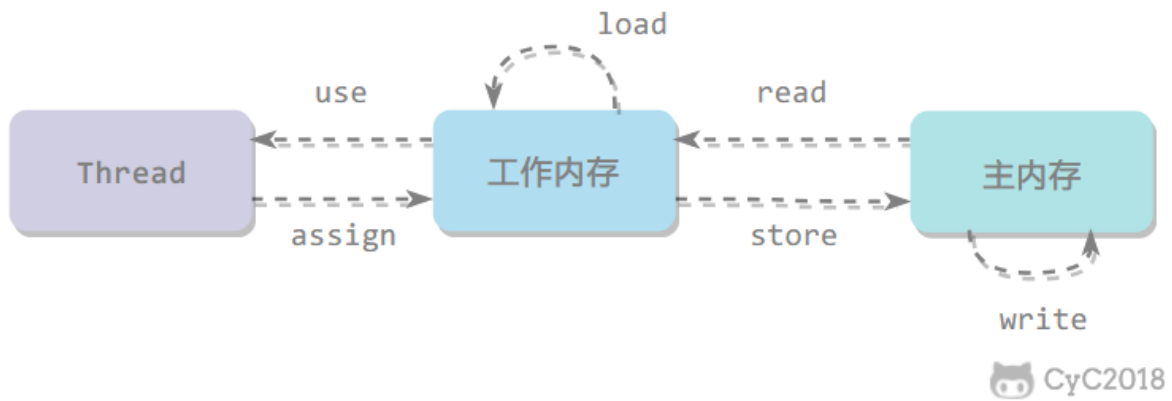 load
use
read
Thread
工作内存
主内存
assign
store
write
CyC2018